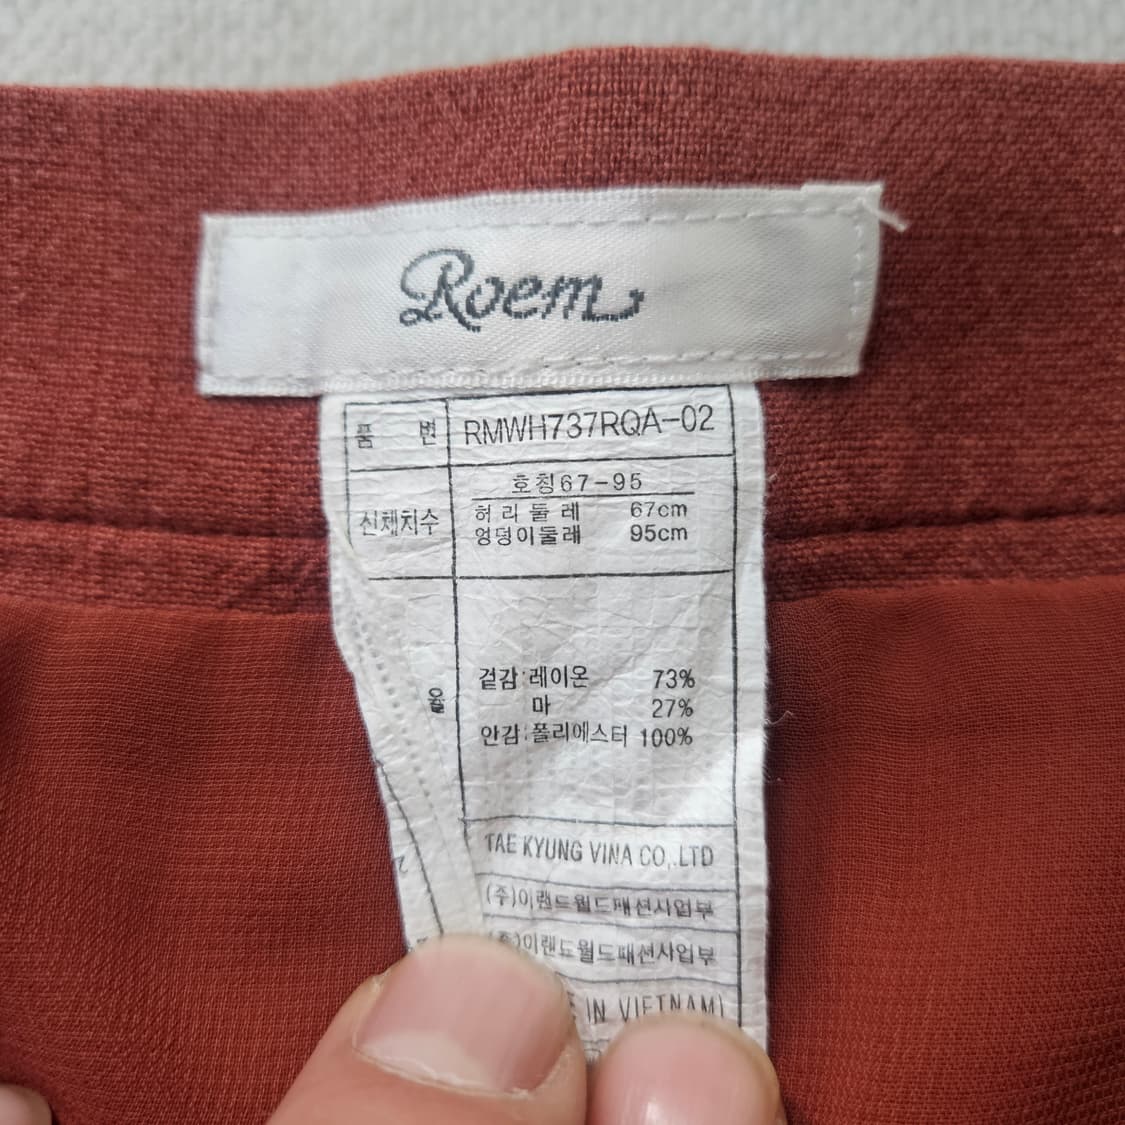 Roem
품 번 RMWH737RQA-02
호칭67-95
신체치수 허리둘레 67cm
엉덩이둘레 95cm
겉감:레이온 73%
마 27%
안감:폴리에스터 100%
TAE KYUNG VINA CO,.LTD
(주)이랜드월드패션사업부
(주)이랜드월드패션사업부
IN VIETNAM)